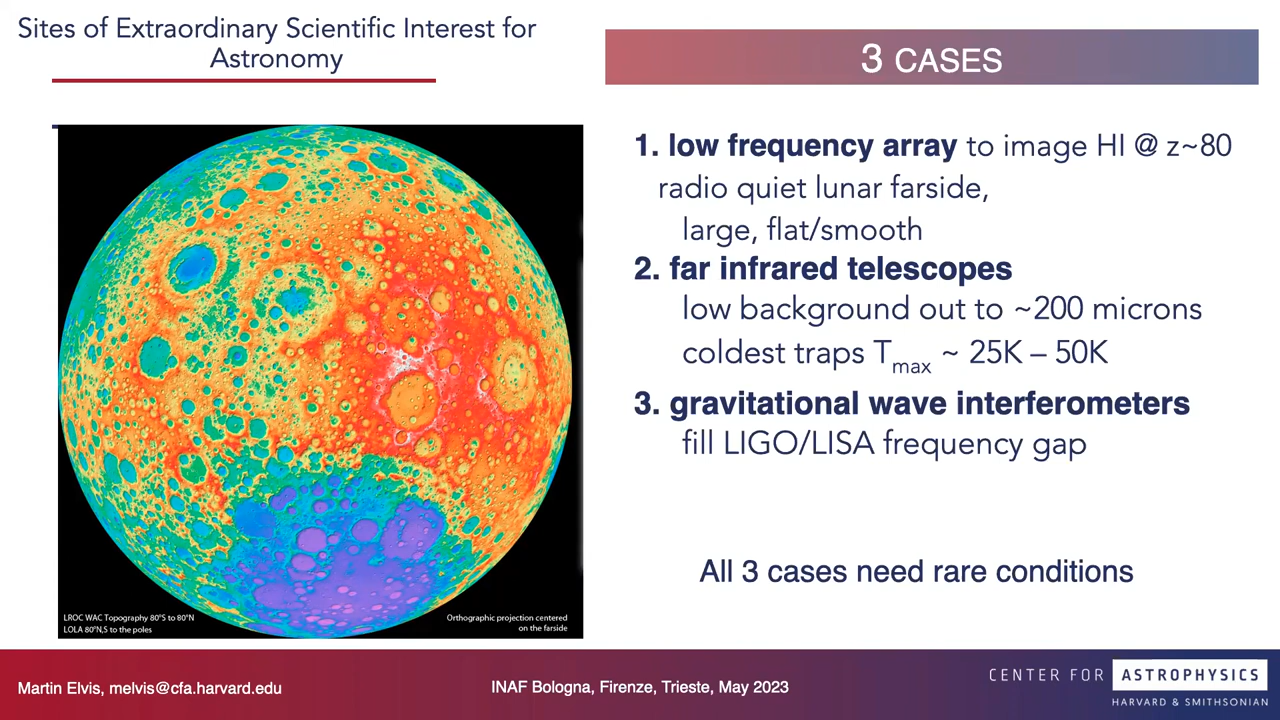 Sites of Extraordinary Scientific Interest for
Astronomy
3 CASES
1. low frequency array to image HI @ z~80
radio quiet lunar farside,
large, flat/smooth
2. far infrared telescopes
low background out to ~200 microns
coldest traps Tmax ~ 25K – 50K
3. gravitational wave interferometers
fill LIGO/LISA frequency gap
All 3 cases need rare conditions
LROC WAC Topography 80°S to 80°N
LOLA 80°N,S to the poles
Orthographic projection centered
on the farside
Martin Elvis, melvis@cfa.harvard.edu
INAF Bologna, Firenze, Trieste, May 2023
CENTER FOR ASTROPHYSICS
HARVARD & SMITHSONIAN